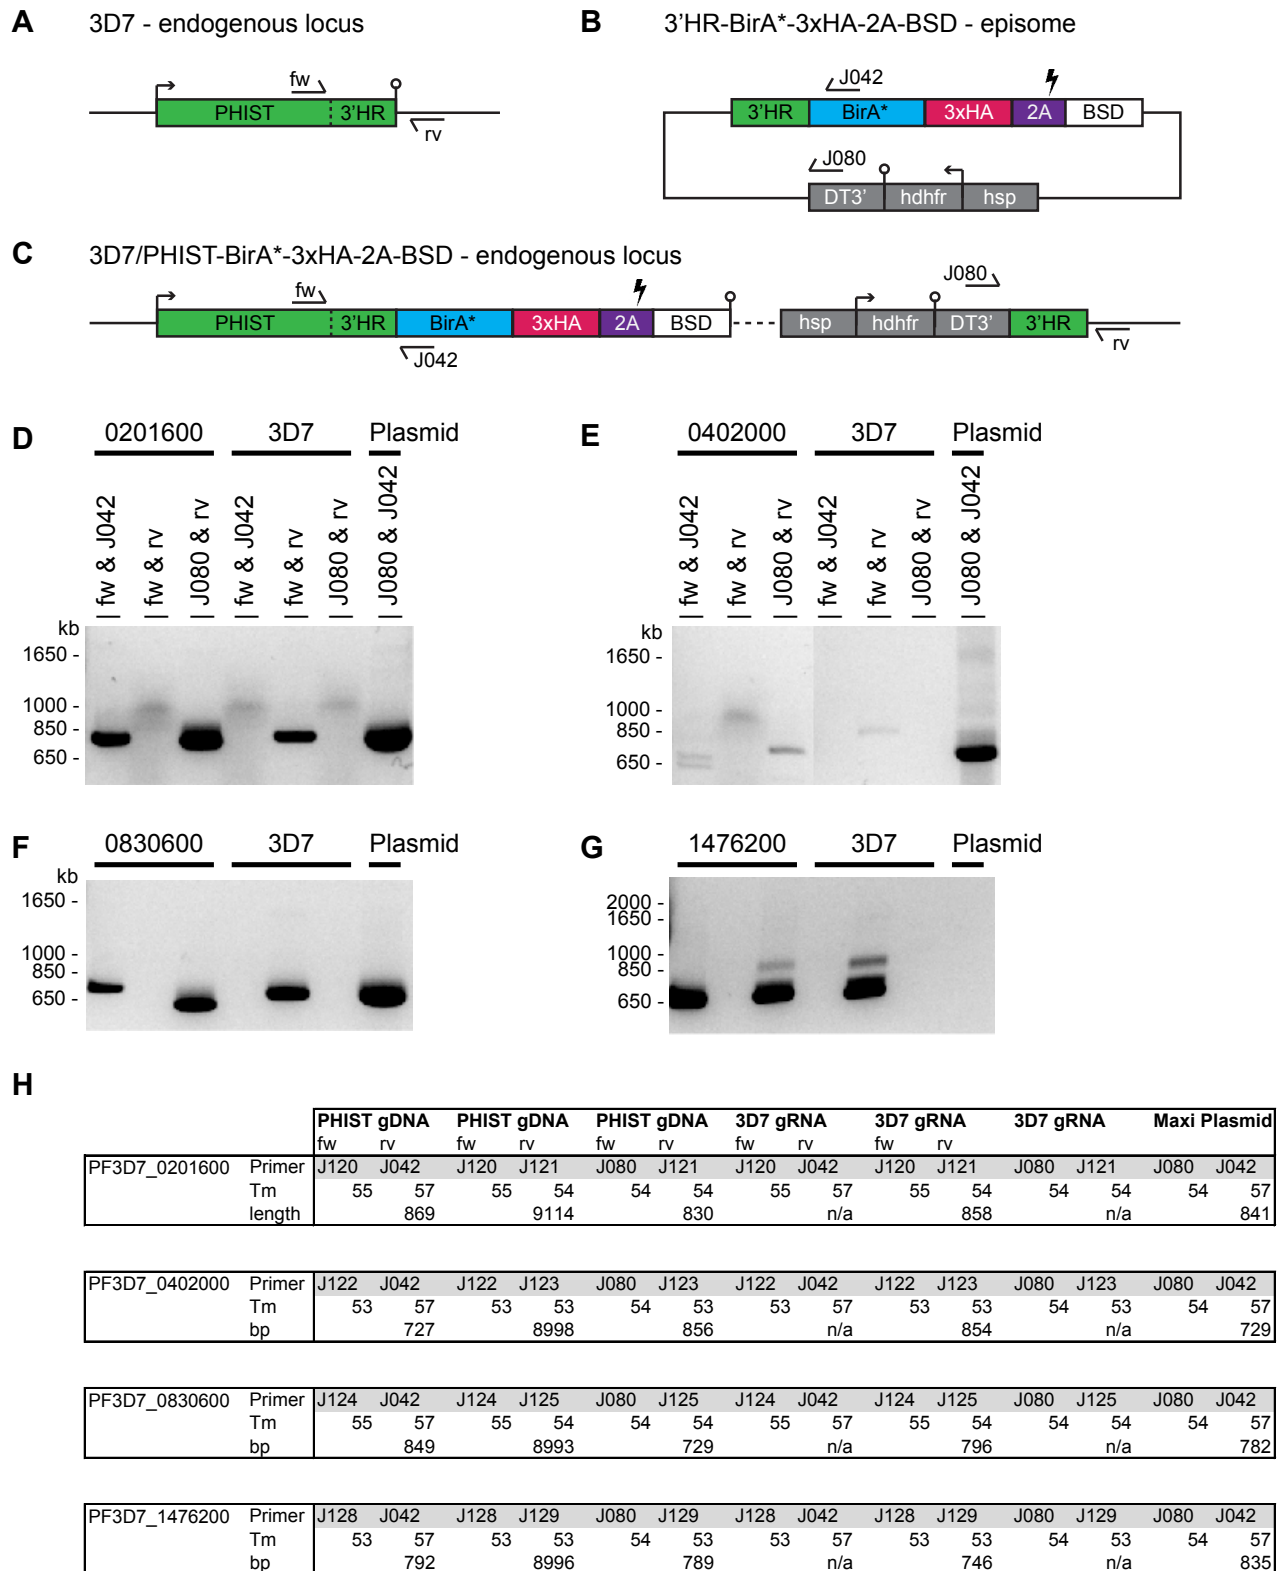 A 3D7 - endogenous locus
fw
PHIST 3'HR
rv
B 3'HR-BirA*-3xHA-2A-BSD - episome
J042
3'HR BirA* 3xHA 2A BSD
J080
DT3' hdhfr hsp
C 3D7/PHIST-BirA*-3xHA-2A-BSD - endogenous locus
fw J080
PHIST 3'HR BirA* 3xHA 2A BSD hsp hdhfr DT3' 3'HR
J042 rv
D 0201600 3D7 Plasmid
fw & J042
fw & rv
J080 & rv
fw & J042
fw & rv
J080 & rv
J080 & J042
kb
1650 -
1000 -
850 -
650 -
E 0402000 3D7 Plasmid
fw & J042
fw & rv
J080 & rv
fw & J042
fw & rv
J080 & rv
J080 & J042
kb
1650 -
1000 -
850 -
650 -
F 0830600 3D7 Plasmid
kb
1650 -
1000 -
850 -
650 -
G 1476200 3D7 Plasmid
2000 -
1650 -
1000 -
850 -
650 -
H
PHIST gDNA PHIST gDNA PHIST gDNA 3D7 gRNA 3D7 gRNA 3D7 gRNA Maxi Plasmid
fw rv fw rv fw rv fw rv fw rv
PF3D7_0201600 Primer J120 J042 J120 J121 J080 J121 J120 J042 J120 J121 J080 J121 J080 J042
Tm 55 57 55 54 54 54 55 57 55 54 54 54 54 57
length 869 9114 830 n/a 858 n/a 841
PF3D7_0402000 Primer J122 J042 J122 J123 J080 J123 J122 J042 J122 J123 J080 J123 J080 J042
Tm 53 57 53 53 54 53 53 57 53 53 54 53 54 57
bp 727 8998 856 n/a 854 n/a 729
PF3D7_0830600 Primer J124 J042 J124 J125 J080 J125 J124 J042 J124 J125 J080 J125 J080 J042
Tm 55 57 55 54 54 54 55 57 55 54 54 54 54 57
bp 849 8993 729 n/a 796 n/a 782
PF3D7_1476200 Primer J128 J042 J128 J129 J080 J129 J128 J042 J128 J129 J080 J129 J080 J042
Tm 53 57 53 53 54 53 53 57 53 53 54 53 54 57
bp 792 8996 789 n/a 746 n/a 835